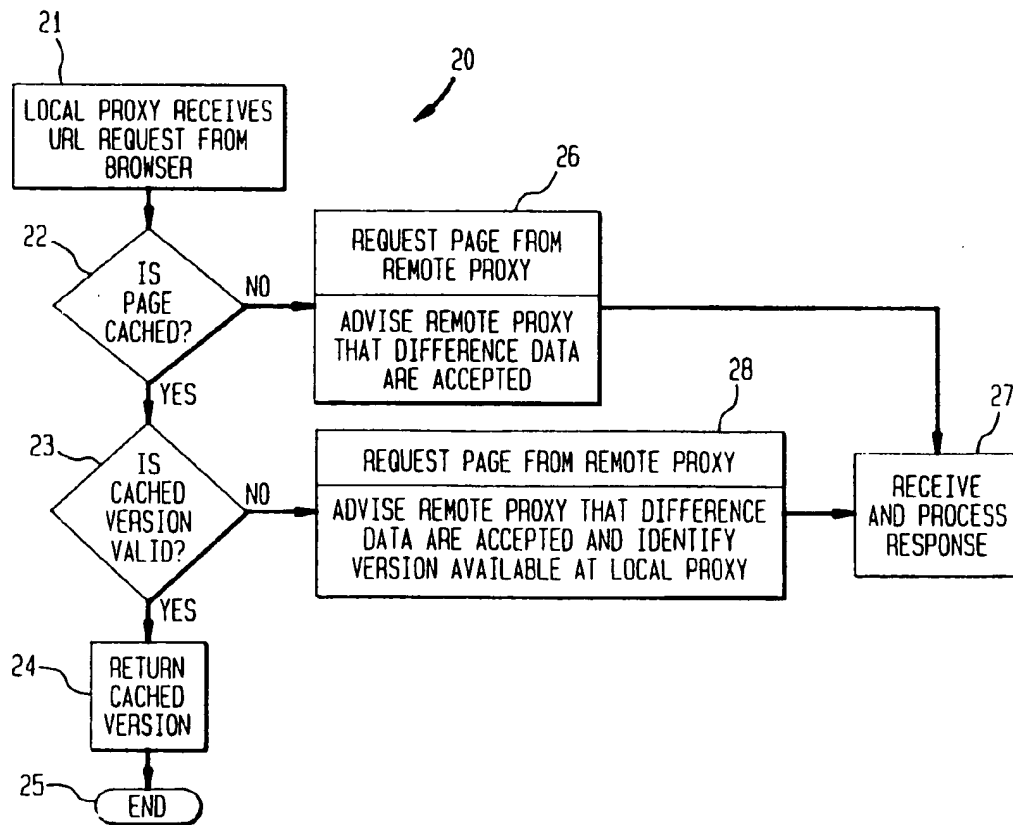 21
20
LOCAL PROXY RECEIVES
URL REQUEST FROM
BROWSER
26
22
IS
PAGE
CACHED?
NO
YES
REQUEST PAGE FROM
REMOTE PROXY
ADVISE REMOTE PROXY
THAT DIFFERENCE DATA
ARE ACCEPTED
28
27
23
IS
CACHED
VERSION
VALID?
NO
YES
REQUEST PAGE FROM REMOTE PROXY
ADVISE REMOTE PROXY THAT DIFFERENCE
DATA ARE ACCEPTED AND IDENTIFY
VERSION AVAILABLE AT LOCAL PROXY
RECEIVE
AND PROCESS
RESPONSE
24
RETURN
CACHED
VERSION
25
END